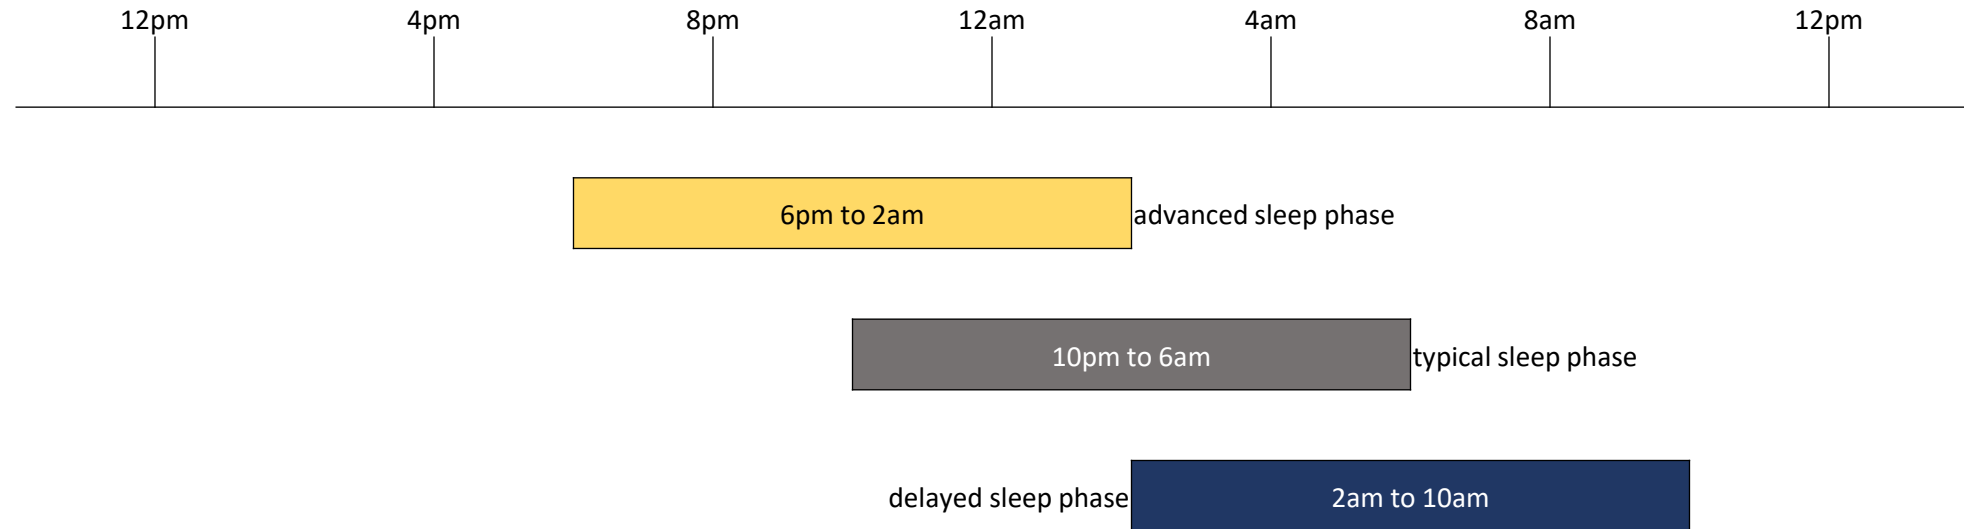 12pm 4pm 8pm 12am 4am 8am 12pm
6pm to 2am advanced sleep phase
10pm to 6am typical sleep phase
delayed sleep phase 2am to 10am